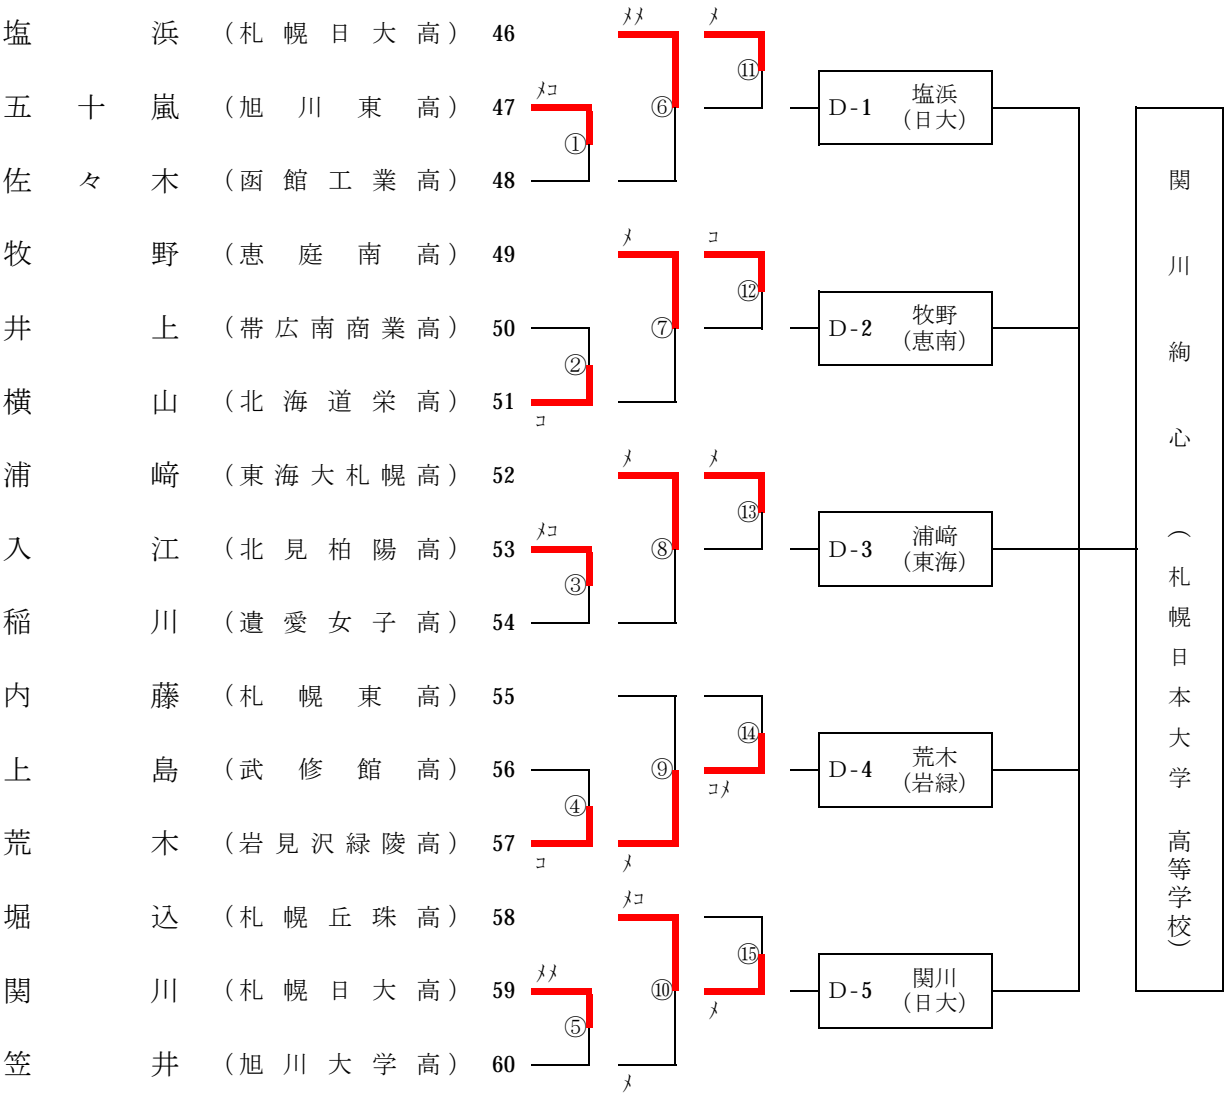 塩浜 (札幌日大高) 46
五十嵐 (旭川東高) 47
佐々木 (函館工業高) 48
牧野 (恵庭南高) 49
井上 (帯広南商業高) 50
横山 (北海道栄高) 51
浦﨑 (東海大札幌高) 52
入江 (北見柏陽高) 53
稲川 (遺愛女子高) 54
内藤 (札幌東高) 55
上島 (武修館高) 56
荒木 (岩見沢緑陵高) 57
堀込 (札幌丘珠高) 58
関川 (札幌日大高) 59
笠井 (旭川大学高) 60
メコ
①
②
コ
メコ
③
④
コ
メメ
⑤
メメ
⑥
メ
⑦
メ
⑧
⑨
メ
メコ
⑩
メ
メ
⑪
コ
⑫
メ
⑬
⑭
コメ
⑮
メ
D-1 塩浜
(日大)
D-2 牧野
(恵南)
D-3 浦﨑
(東海)
D-4 荒木
(岩緑)
D-5 関川
(日大)
関川絢心 (札幌日本大学 高等学校)